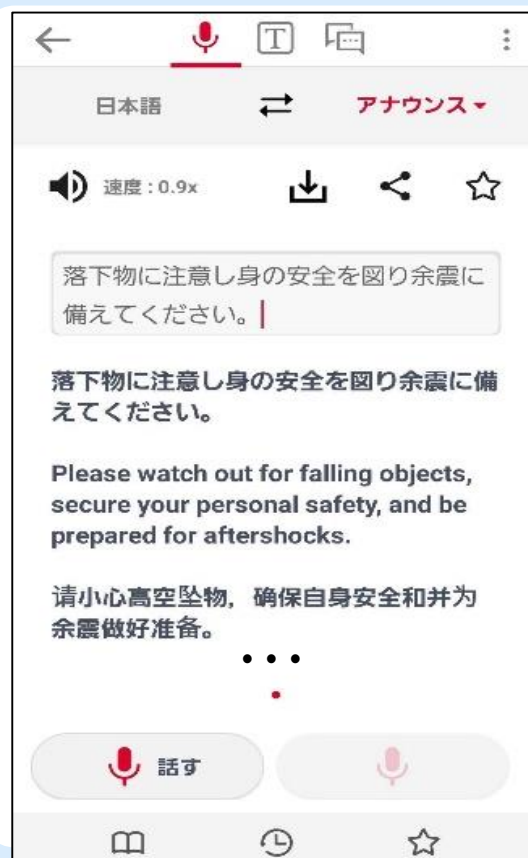 T
日本語
アナウンス
速度：0.9x
落下物に注意し身の安全を図り余震に
備えてください。
落下物に注意し身の安全を図り余震に備
えてください。
Please watch out for falling objects,
secure your personal safety, and be
prepared for aftershocks.
请小心高空坠物，确保自身安全和并为
余震做好准备。
•••
話す